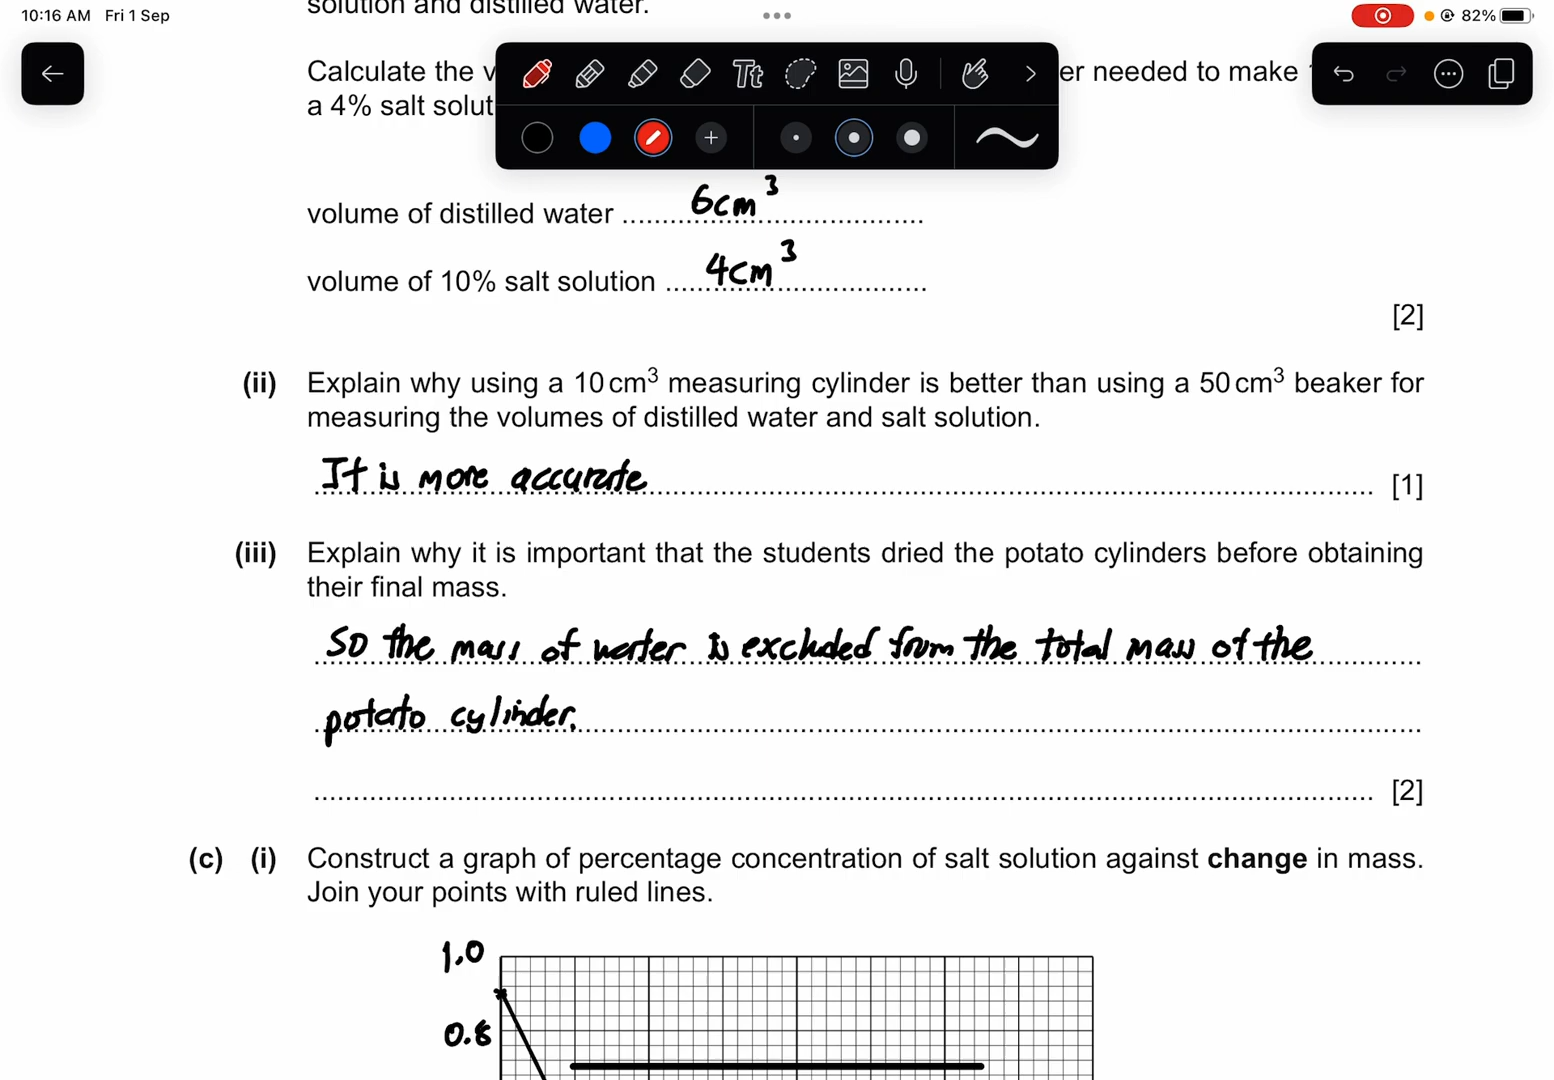 10:16 AM Fri 1 Sep
82%
solution and distilled water.
Calculate the v
er needed to make
a 4% salt solut
Tt
volume of distilled water ........ 6cm³ ........
volume of 10% salt solution ........ 4cm³ ........
[2]
(ii) Explain why using a 10 cm³ measuring cylinder is better than using a 50 cm³ beaker for
measuring the volumes of distilled water and salt solution.
It is more accurate [1]
(iii) Explain why it is important that the students dried the potato cylinders before obtaining
their final mass.
So the mass of water is excluded from the total mass of the
potato cylinder.
[2]
(c) (i) Construct a graph of percentage concentration of salt solution against change in mass.
Join your points with ruled lines.
1.0
0.8